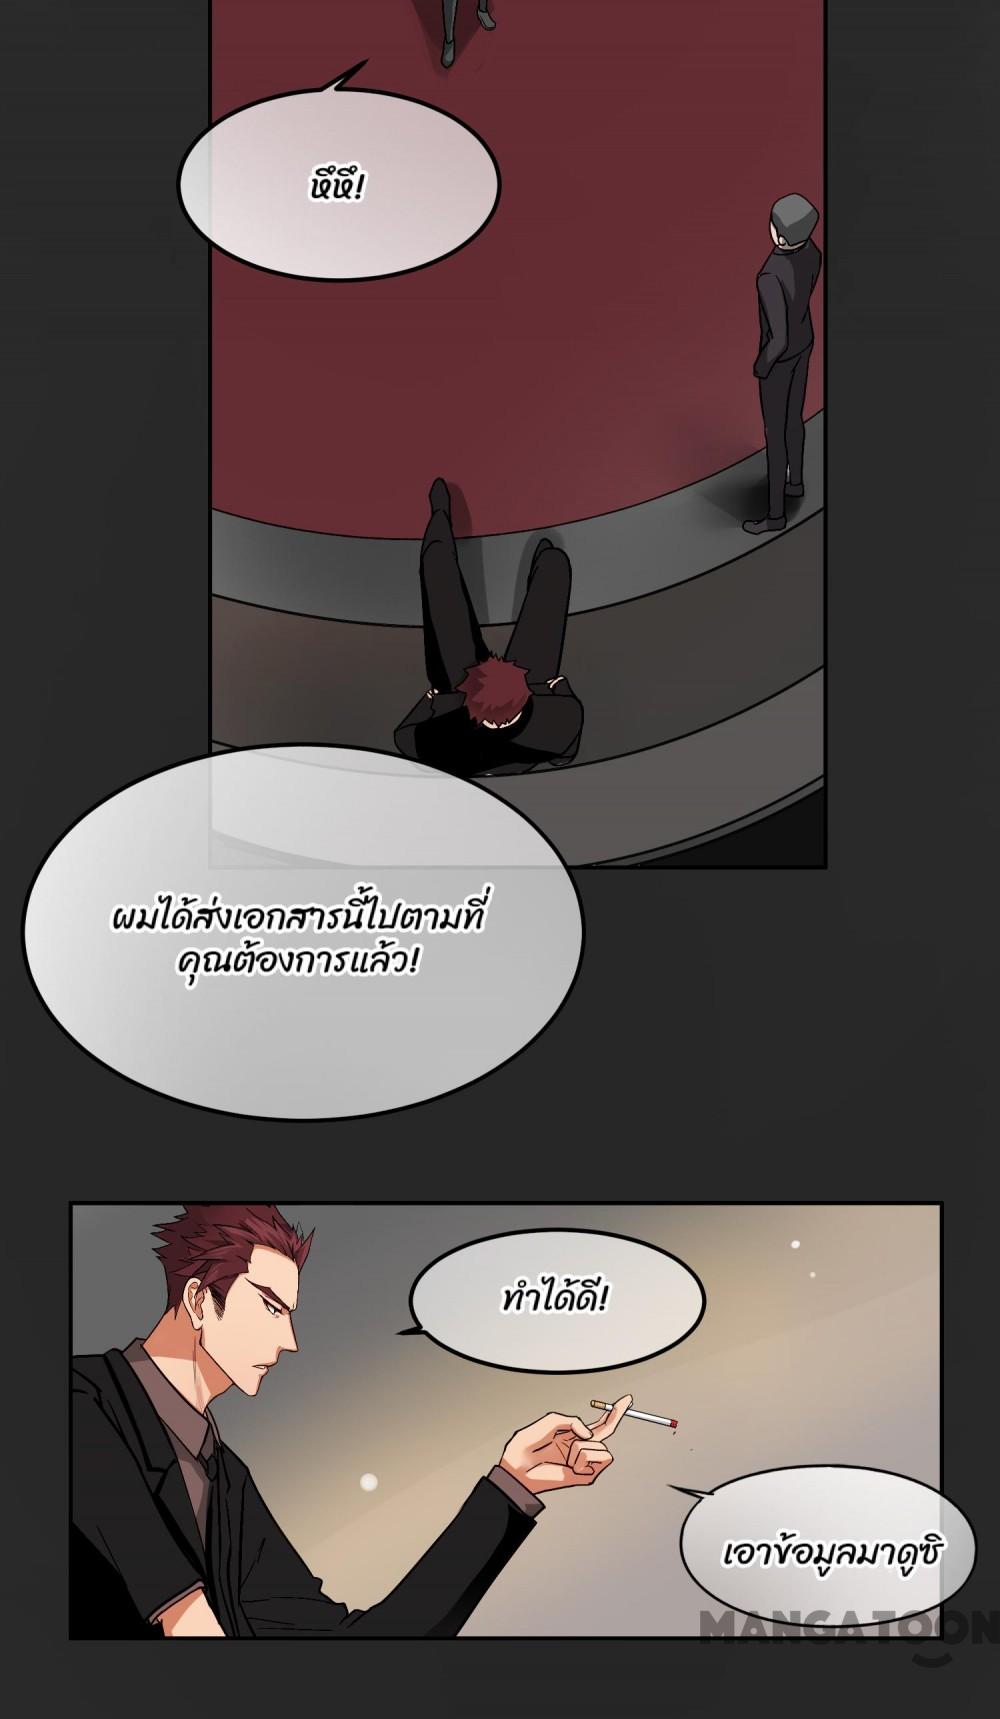 หึหึ!
ผมได้ส่งเอกสารนี้ไปตามที่
คุณต้องการแล้ว!
ทำได้ดี!
เอาข้อมูลมาดูซิ
MANGATOON